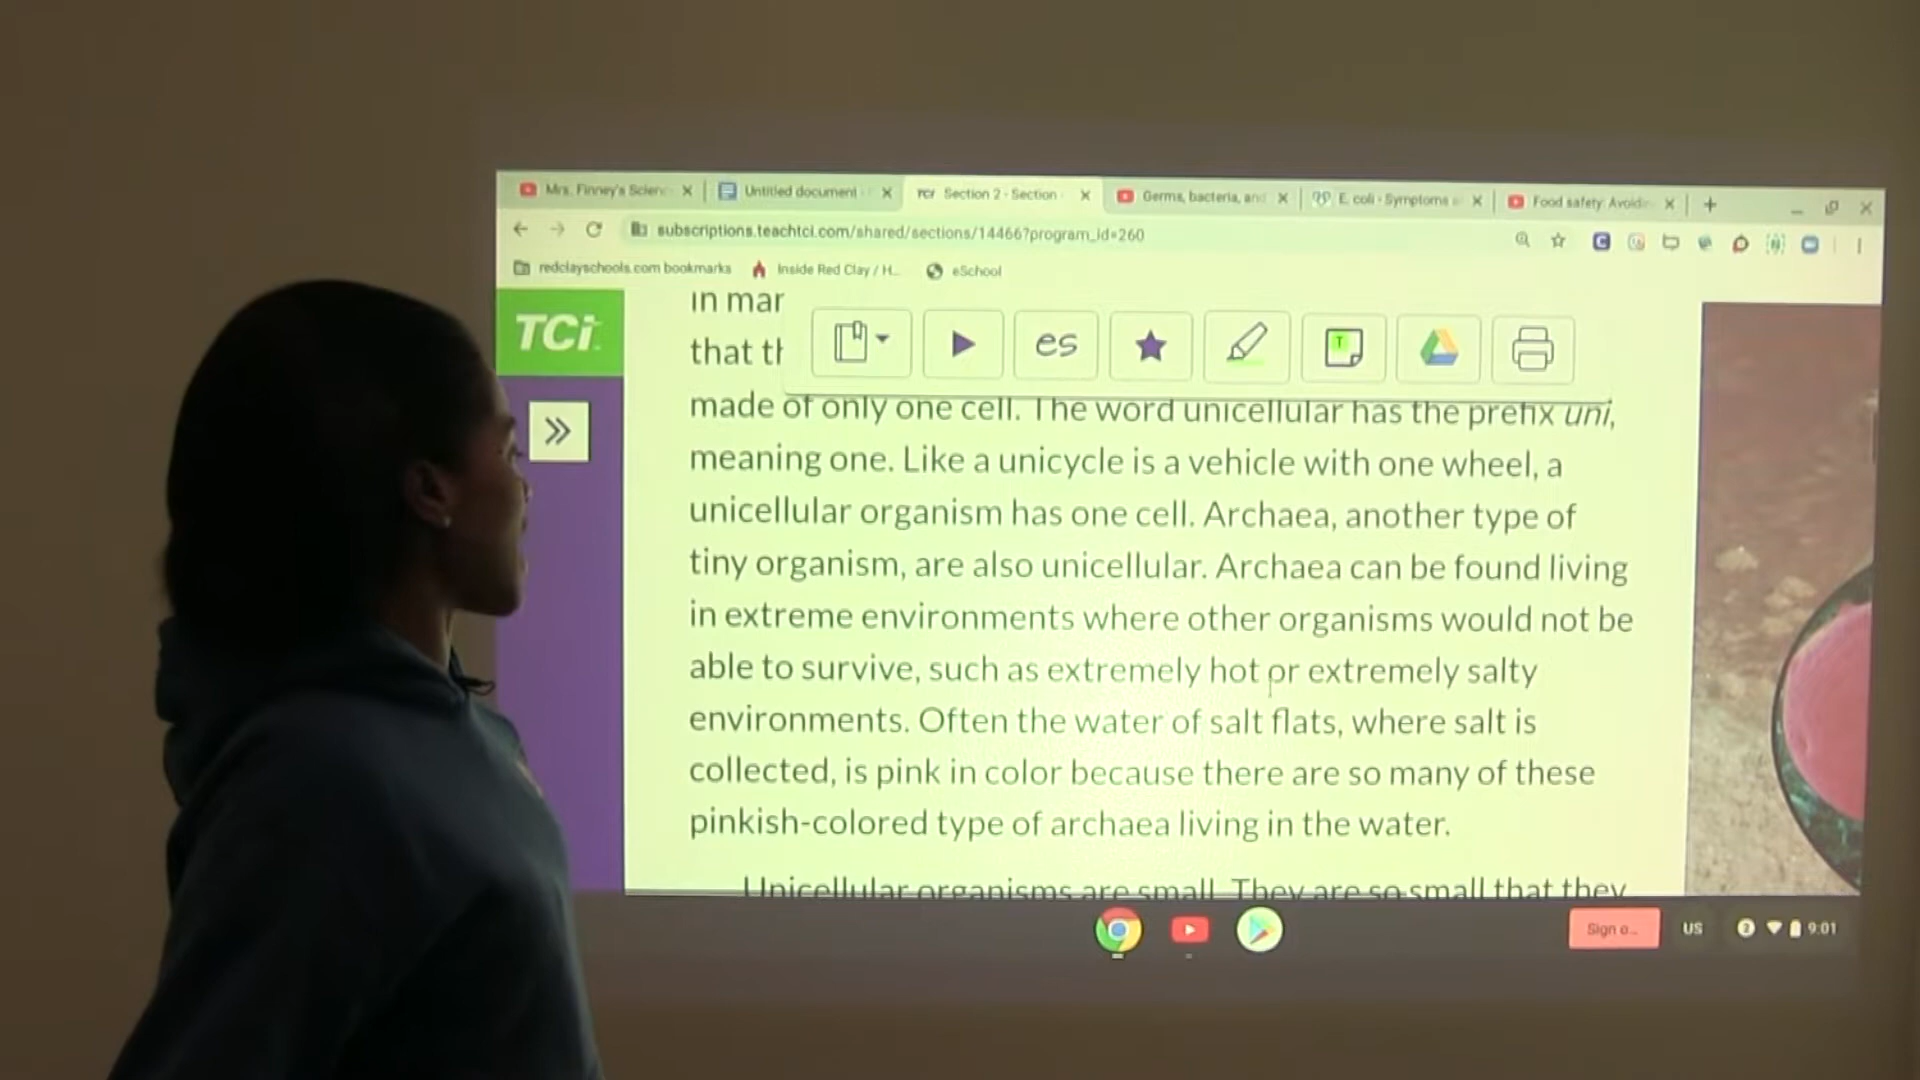 Mrs. Finney's Scien
Untitled document -
TCi Section 2 - Section
Germs, bacteria, and
E. coli - Symptoms a
Food safety: Avoidin
subscriptions.teachtci.com/shared/sections/14466?program_id=260
redclayschools.com bookmarks
Inside Red Clay / H...
eSchool
TCi
in mar
that th
es
T
made of only one cell. The word unicellular has the prefix uni,
meaning one. Like a unicycle is a vehicle with one wheel, a
unicellular organism has one cell. Archaea, another type of
tiny organism, are also unicellular. Archaea can be found living
in extreme environments where other organisms would not be
able to survive, such as extremely hot or extremely salty
environments. Often the water of salt flats, where salt is
collected, is pink in color because there are so many of these
pinkish-colored type of archaea living in the water.
Unicellular organisms are small. They are so small that they
Sign o...
US
2
9:01